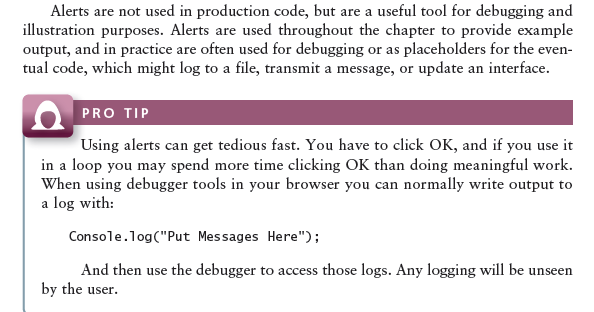 Alerts are not used in production code, but are a useful tool for debugging and
illustration purposes. Alerts are used throughout the chapter to provide example
output, and in practice are often used for debugging or as placeholders for the even-
tual code, which might log to a file, transmit a message, or update an interface.
PRO TIP
Using alerts can get tedious fast. You have to click OK, and if you use it
in a loop you may spend more time clicking OK than doing meaningful work.
When using debugger tools in your browser you can normally write output to
a log with:
Console.log("Put Messages Here");
And then use the debugger to access those logs. Any logging will be unseen
by the user.